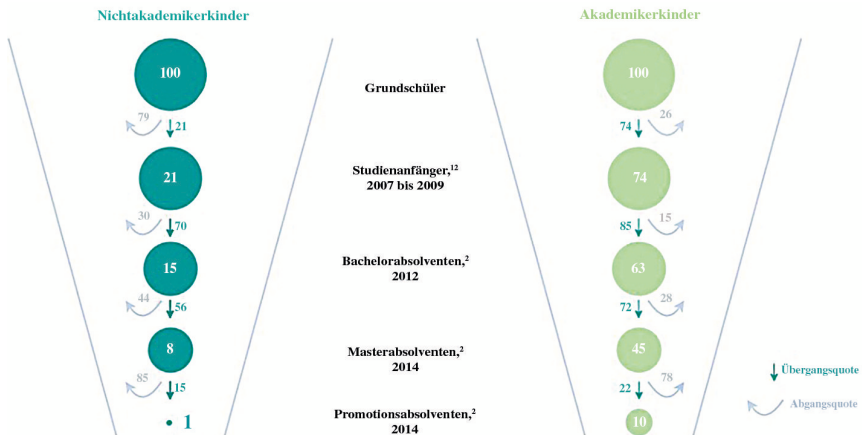 Nichtakademikerkinder
Akademikerkinder
100
Grundschüler
100
79
21
74
26
21
Studienanfänger,12
2007 bis 2009
74
30
70
85
15
15
Bachelorabsolventen,2
2012
63
44
56
72
28
8
Masterabsolventen,2
2014
45
85
15
22
78
Übergangsquote
Abgangsquote
1
Promotionsabsolventen,2
2014
10